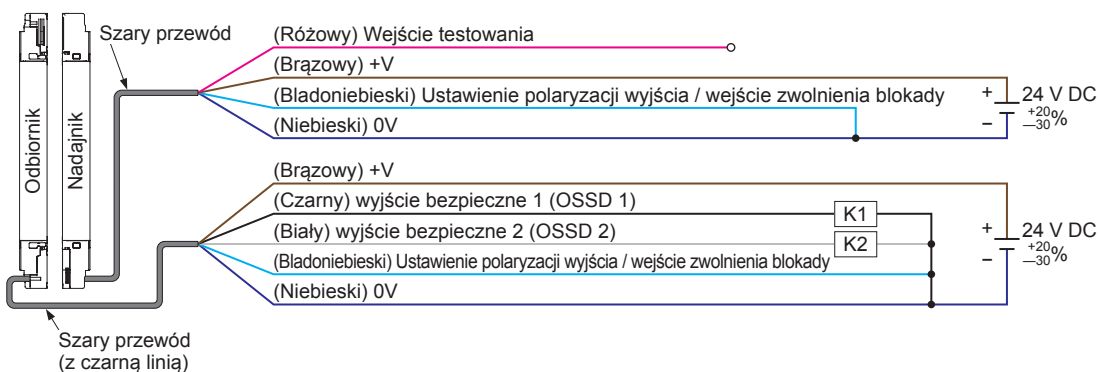 Szary przewód
(Różowy) Wejście testowania
(Brązowy) +V
(Bladoniebieski) Ustawienie polaryzacji wyjścia / wejście zwolnienia blokady
(Niebieski) 0V
+
−
24 V DC
+20
—30%
Odbiornik
Nadajnik
(Brązowy) +V
(Czarny) wyjście bezpieczne 1 (OSSD 1)
K1
(Biały) wyjście bezpieczne 2 (OSSD 2)
K2
(Bladoniebieski) Ustawienie polaryzacji wyjścia / wejście zwolnienia blokady
(Niebieski) 0V
+
−
24 V DC
+20
—30%
Szary przewód
(z czarną linią)